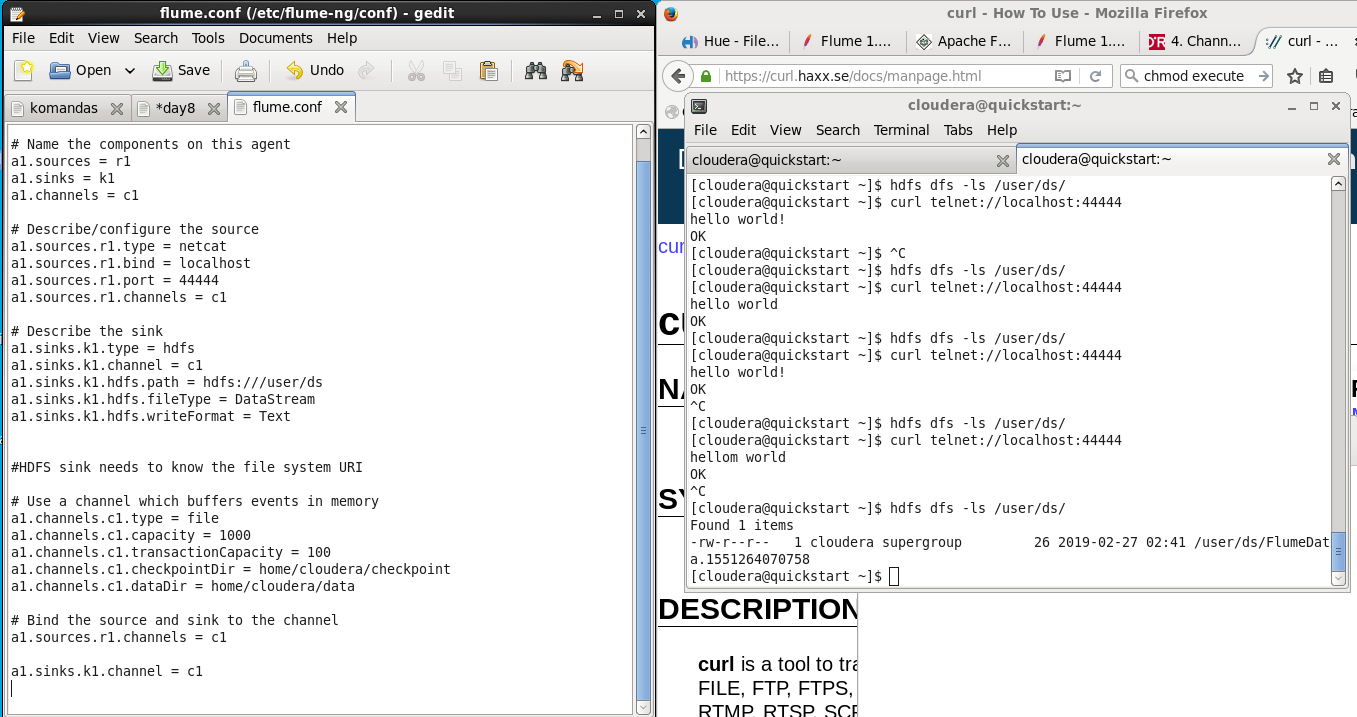 flume.conf (/etc/flume-ng/conf) - gedit
File Edit View Search Tools Documents Help
Open Save Undo
komandas *day8 flume.conf
# Name the components on this agent
a1.sources = r1
a1.sinks = k1
a1.channels = c1
# Describe/configure the source
a1.sources.r1.type = netcat
a1.sources.r1.bind = localhost
a1.sources.r1.port = 44444
a1.sources.r1.channels = c1
# Describe the sink
a1.sinks.k1.type = hdfs
a1.sinks.k1.channel = c1
a1.sinks.k1.hdfs.path = hdfs:///user/ds
a1.sinks.k1.hdfs.fileType = DataStream
a1.sinks.k1.hdfs.writeFormat = Text
#HDFS sink needs to know the file system URI
# Use a channel which buffers events in memory
a1.channels.c1.type = file
a1.channels.c1.capacity = 1000
a1.channels.c1.transactionCapacity = 100
a1.channels.c1.checkpointDir = home/cloudera/checkpoint
a1.channels.c1.dataDir = home/cloudera/data
# Bind the source and sink to the channel
a1.sources.r1.channels = c1
a1.sinks.k1.channel = c1
curl - How To Use - Mozilla Firefox
Hue - File... Flume 1.... Apache F... Flume 1.... 4. Chann... curl - ...
https://curl.haxx.se/docs/manpage.html chmod execute
cloudera@quickstart:~
File Edit View Search Terminal Tabs Help
cloudera@quickstart:~ cloudera@quickstart:~
[cloudera@quickstart ~]$ hdfs dfs -ls /user/ds/
[cloudera@quickstart ~]$ curl telnet://localhost:44444
hello world!
OK
[cloudera@quickstart ~]$ ^C
[cloudera@quickstart ~]$ hdfs dfs -ls /user/ds/
[cloudera@quickstart ~]$ curl telnet://localhost:44444
hello world
OK
[cloudera@quickstart ~]$ hdfs dfs -ls /user/ds/
[cloudera@quickstart ~]$ curl telnet://localhost:44444
hello world!
OK
^C
[cloudera@quickstart ~]$ hdfs dfs -ls /user/ds/
[cloudera@quickstart ~]$ curl telnet://localhost:44444
hellom world
OK
^C
[cloudera@quickstart ~]$ hdfs dfs -ls /user/ds/
Found 1 items
-rw-r--r-- 1 cloudera supergroup 26 2019-02-27 02:41 /user/ds/FlumeDat
a.1551264070758
[cloudera@quickstart ~]$
DESCRIPTION
curl is a tool to tra
FILE, FTP, FTPS,
RTMP, RTSP, SCP